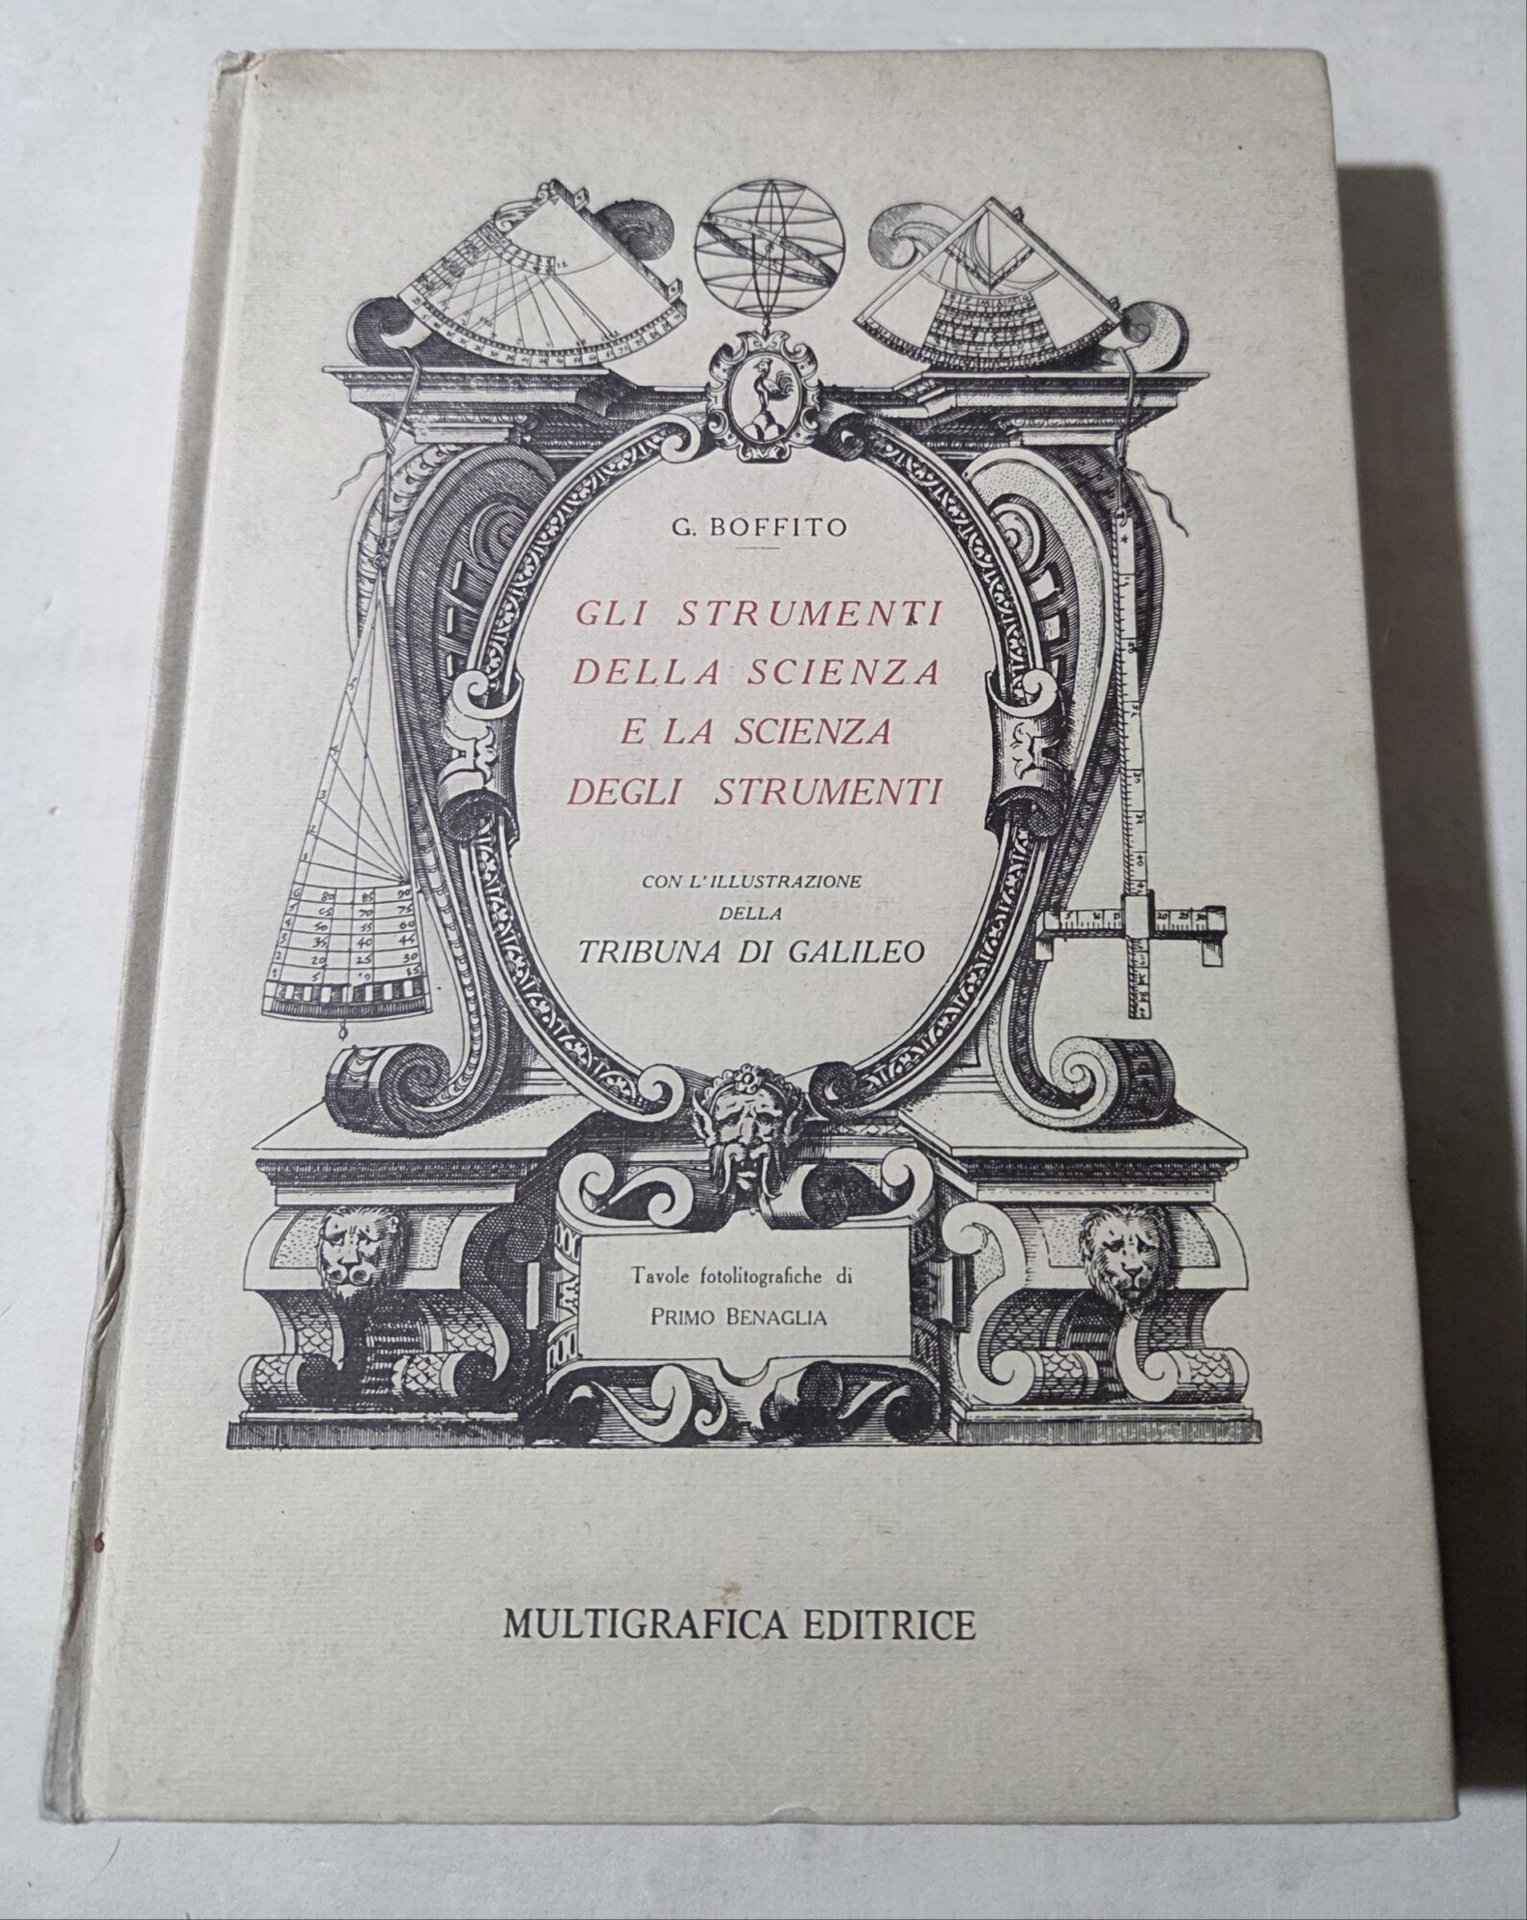 G. BOFFITO
GLI STRUMENTI
DELLA SCIENZA
E LA SCIENZA
DEGLI STRUMENTI
CON L'ILLUSTRAZIONE
DELLA
TRIBUNA DI GALILEO
Tavole fotolitografiche di
PRIMO BENAGLIA
MULTIGRAFICA EDITRICE